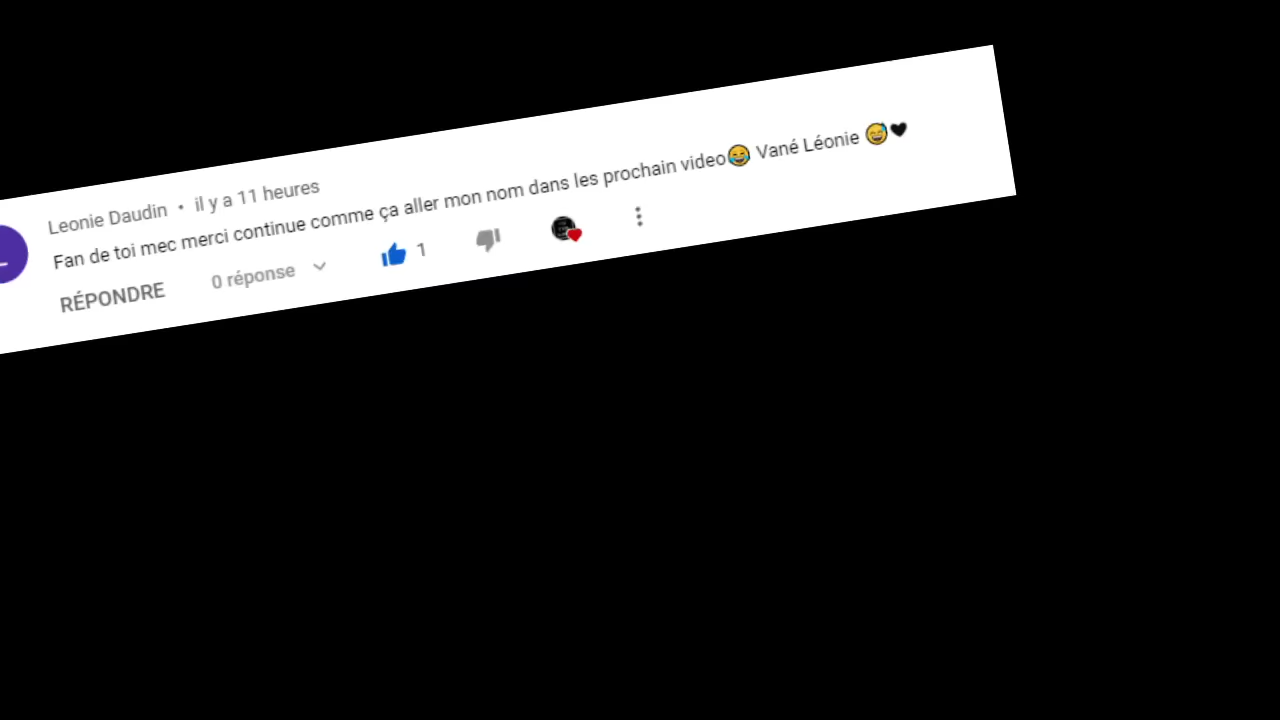 Leonie Daudin • il y a 11 heures
Fan de toi mec merci continue comme ça aller mon nom dans les prochain video😂 Vané Léonie 😅🖤
RÉPONDRE 0 réponse 1